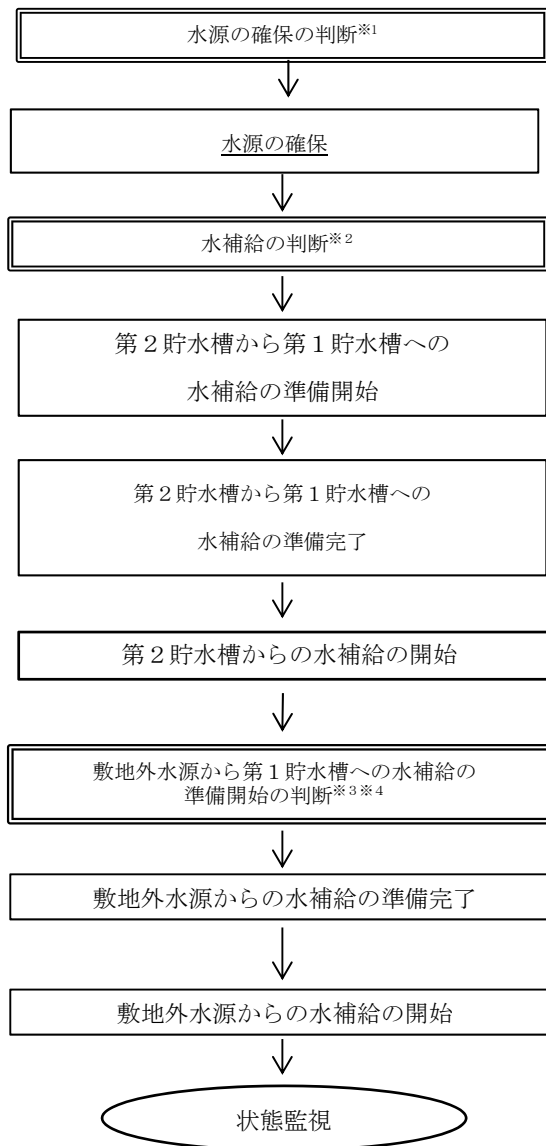 水源の確保の判断※1
水源の確保
水補給の判断※2
第２貯水槽から第１貯水槽への
水補給の準備開始
第２貯水槽から第１貯水槽への
水補給の準備完了
第２貯水槽からの水補給の開始
敷地外水源から第１貯水槽への水補給の
準備開始の判断※3※4
敷地外水源からの水補給の準備完了
敷地外水源からの水補給の開始
状態監視